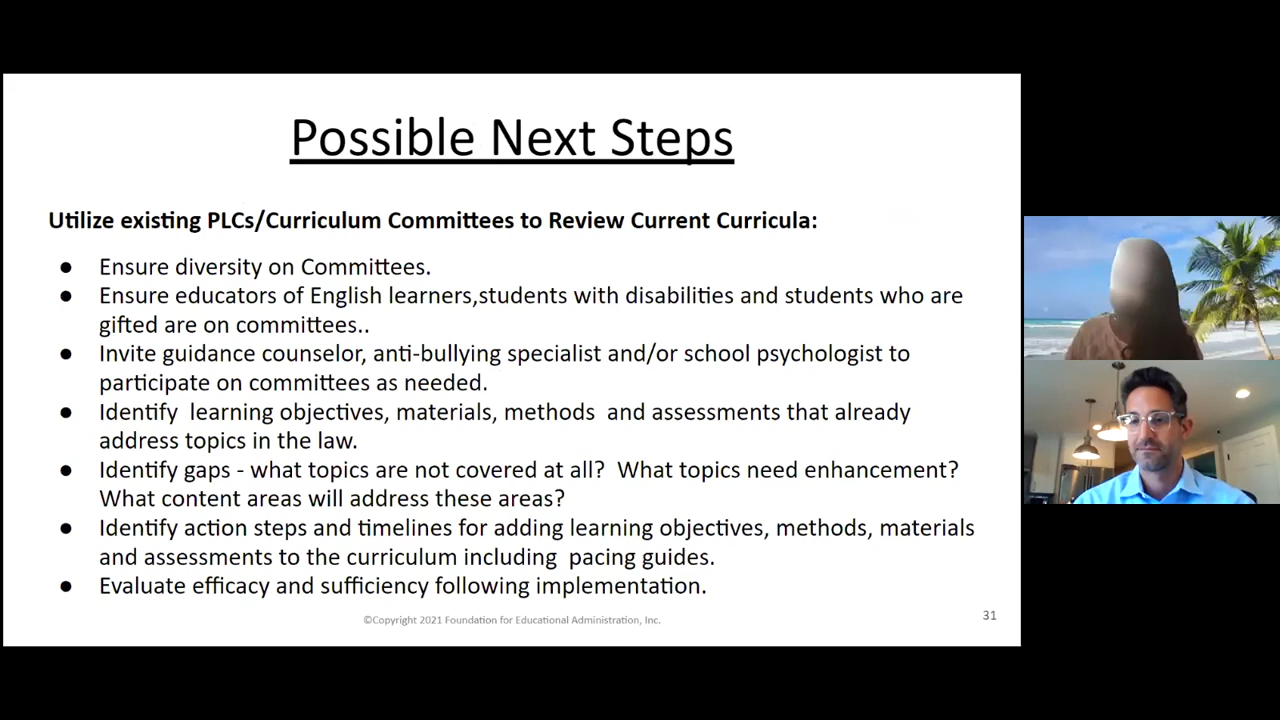 Possible Next Steps
Utilize existing PLCs/Curriculum Committees to Review Current Curricula:
● Ensure diversity on Committees.
● Ensure educators of English learners,students with disabilities and students who are
gifted are on committees..
● Invite guidance counselor, anti-bullying specialist and/or school psychologist to
participate on committees as needed.
● Identify  learning objectives, materials, methods  and assessments that already
address topics in the law.
● Identify gaps - what topics are not covered at all?  What topics need enhancement?
What content areas will address these areas?
● Identify action steps and timelines for adding learning objectives, methods, materials
and assessments to the curriculum including  pacing guides.
● Evaluate efficacy and sufficiency following implementation.
©Copyright 2021 Foundation for Educational Administration, Inc.
31